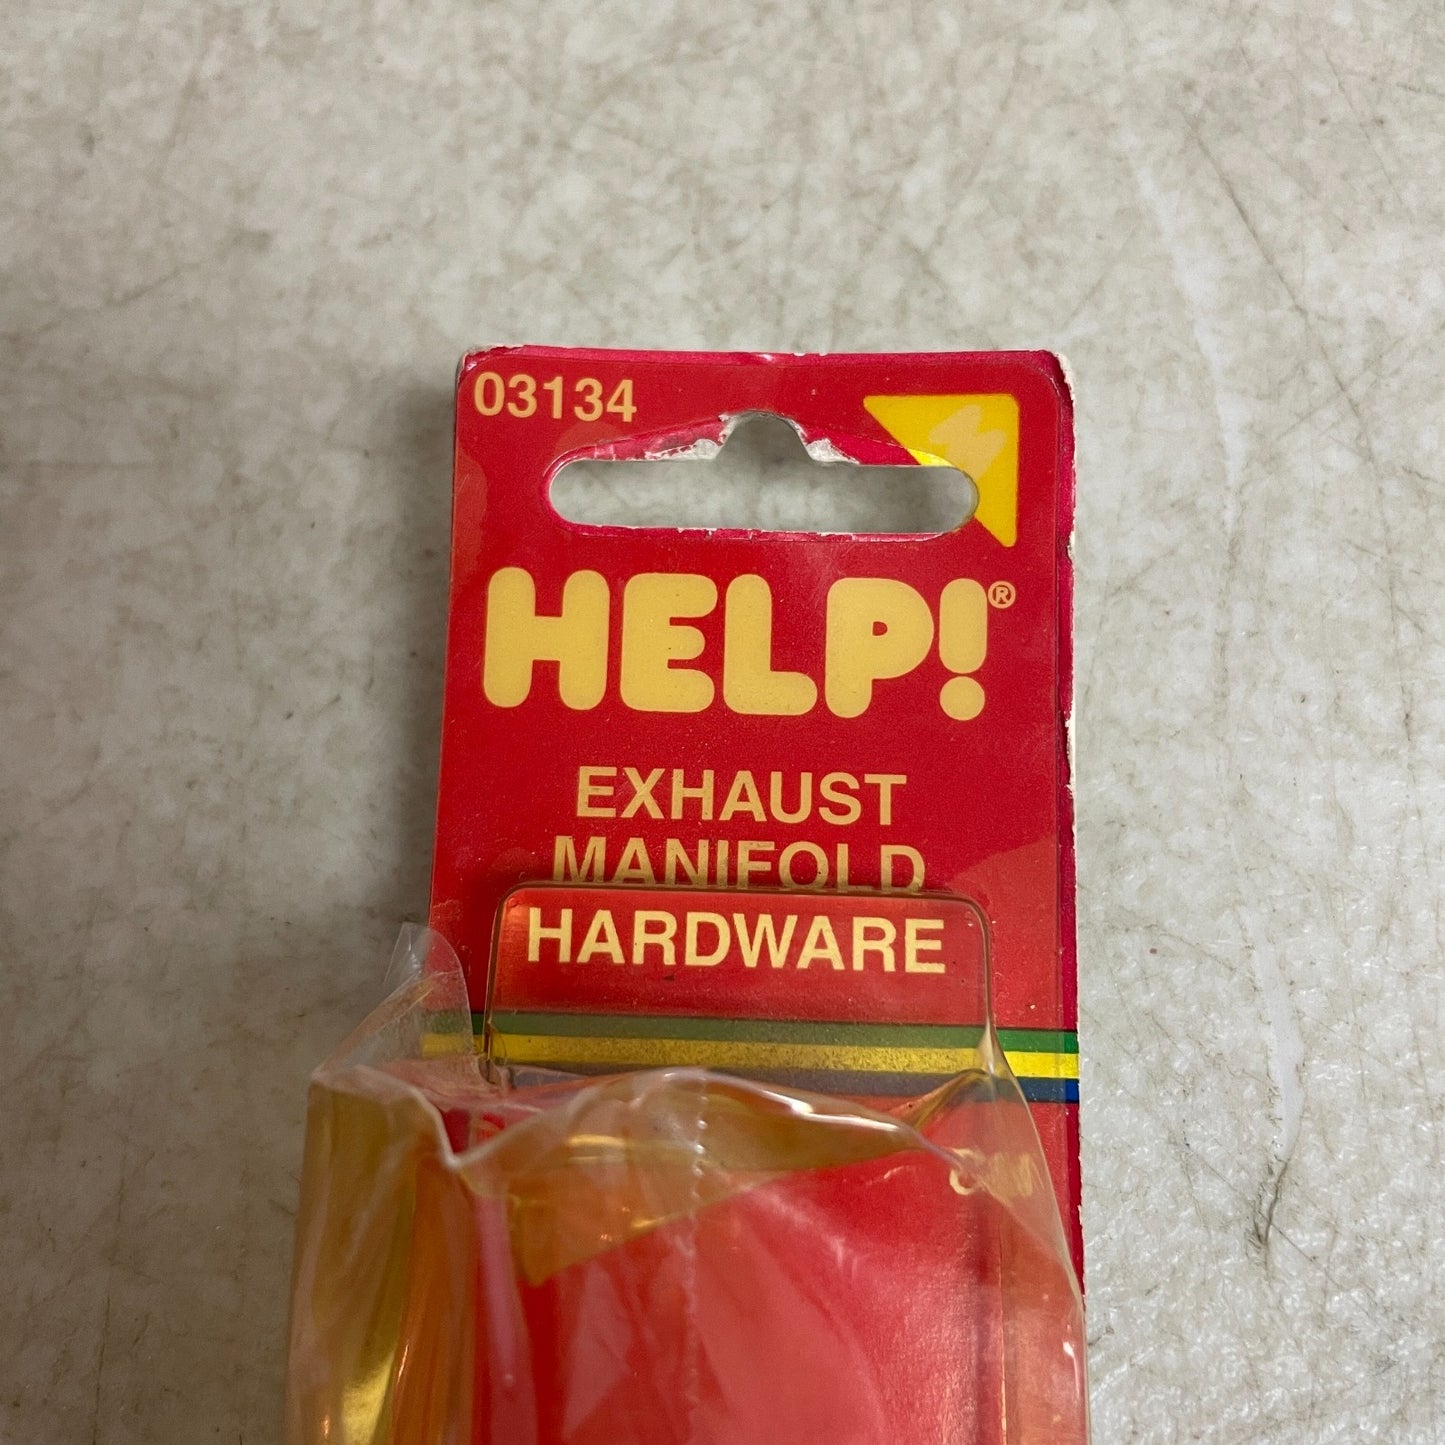 03134
HELP!®
EXHAUST
MANIFOLD
HARDWARE